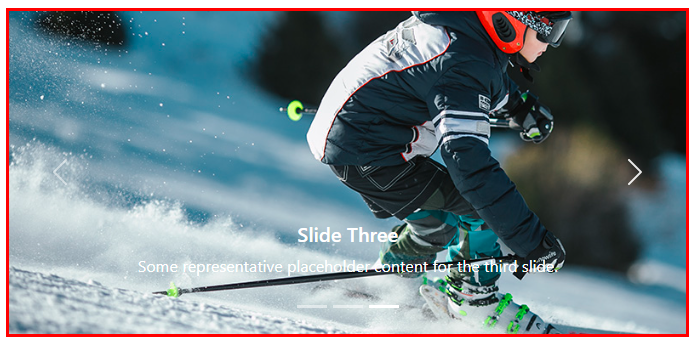 Slide Three
Some representative placeholder content for the third slide.